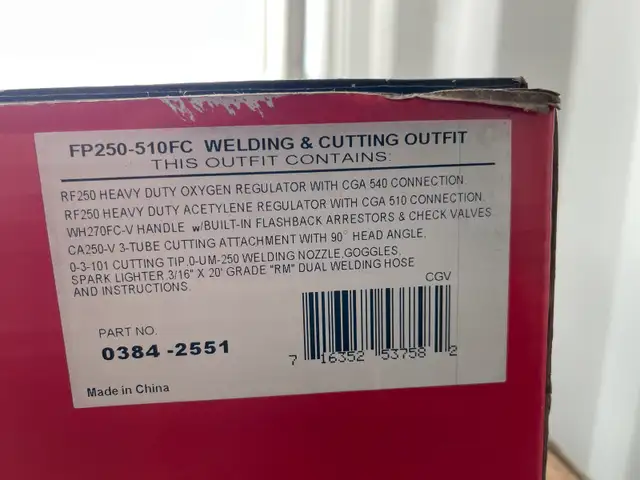 FP250-510FC WELDING & CUTTING OUTFIT
THIS OUTFIT CONTAINS:
RF250 HEAVY DUTY OXYGEN REGULATOR WITH CGA 540 CONNECTION.
RF250 HEAVY DUTY ACETYLENE REGULATOR WITH CGA 510 CONNECTION.
WH270FC-V HANDLE w/BUILT-IN FLASHBACK ARRESTORS & CHECK VALVES
CA250-V 3-TUBE CUTTING ATTACHMENT WITH 90° HEAD ANGLE,
0-3-101 CUTTING TIP,0-UM-250 WELDING NOZZLE,GOGGLES,
SPARK LIGHTER,3/16" X 20' GRADE "RM" DUAL WELDING HOSE
AND INSTRUCTIONS.
CGV
PART NO.
0384 -2551
7 16352 53758 2
Made in China